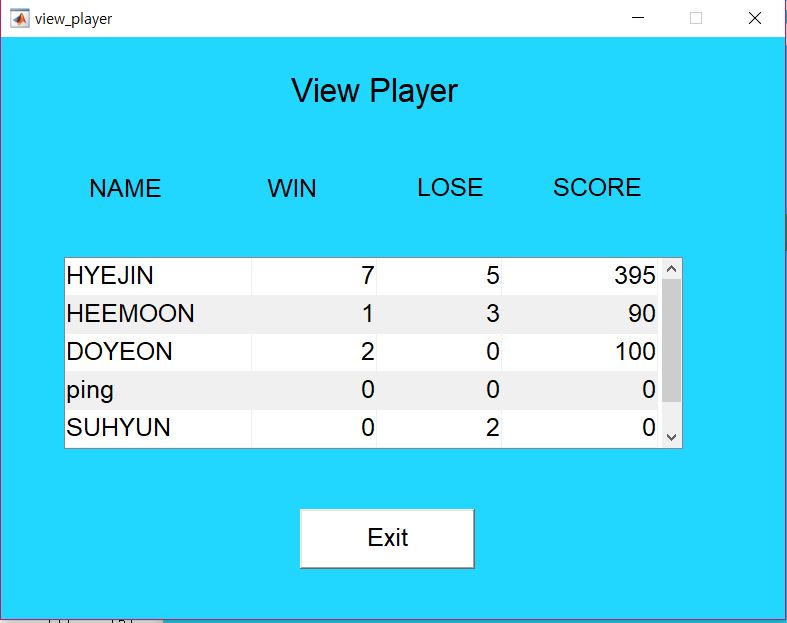 view_player
View Player
NAME WIN LOSE SCORE
HYEJIN 7 5 395
HEEMOON 1 3 90
DOYEON 2 0 100
ping 0 0 0
SUHYUN 0 2 0
Exit